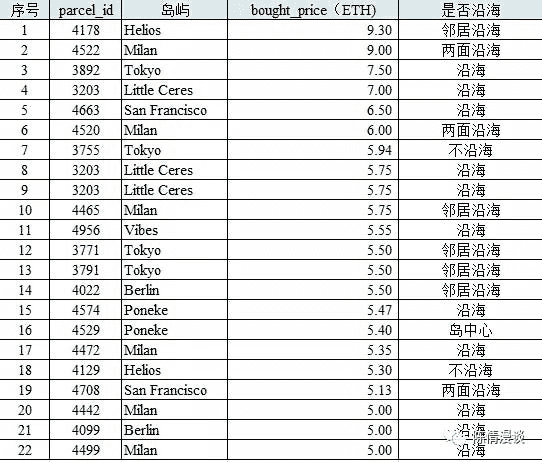 序号 parcel_id 岛屿 bought_price（ETH） 是否沿海
1 4178 Helios 9.30 邻居沿海
2 4522 Milan 9.00 两面沿海
3 3892 Tokyo 7.50 沿海
4 3203 Little Ceres 7.00 沿海
5 4663 San Francisco 6.50 沿海
6 4520 Milan 6.00 两面沿海
7 3755 Tokyo 5.94 不沿海
8 3203 Little Ceres 5.75 沿海
9 3203 Little Ceres 5.75 沿海
10 4465 Milan 5.75 邻居沿海
11 4956 Vibes 5.55 沿海
12 3771 Tokyo 5.50 邻居沿海
13 3791 Tokyo 5.50 邻居沿海
14 4022 Berlin 5.50 邻居沿海
15 4574 Poneke 5.47 沿海
16 4529 Poneke 5.40 岛中心
17 4472 Milan 5.35 沿海
18 4129 Helios 5.30 不沿海
19 4708 San Francisco 5.13 两面沿海
20 4442 Milan 5.00 沿海
21 4099 Berlin 5.00 沿海
22 4499 Milan 5.00 沿海